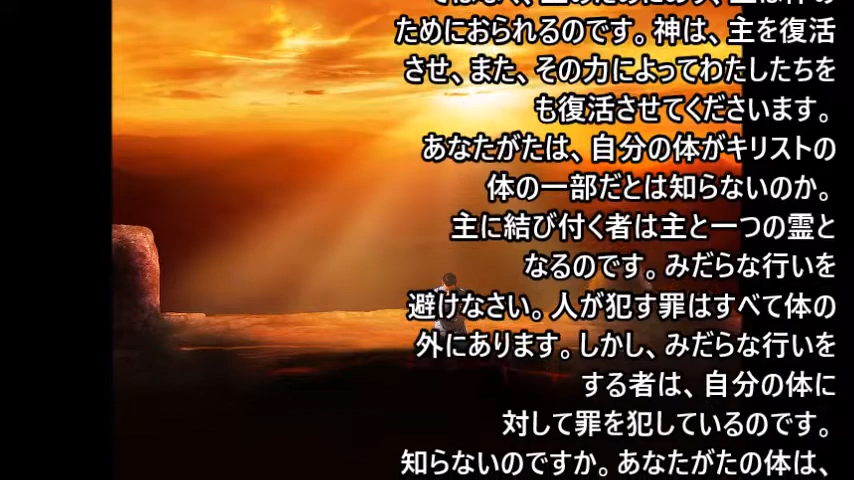 ためにおられるのです。神は、主を復活
させ、また、その力によってわたしたちを
も復活させてくださいます。
あなたがたは、自分の体がキリストの
体の一部だとは知らないのか。
主に結び付く者は主と一つの霊と
なるのです。みだらな行いを
避けなさい。人が犯す罪はすべて体の
外にあります。しかし、みだらな行いを
する者は、自分の体に
対して罪を犯しているのです。
知らないのですか。あなたがたの体は、